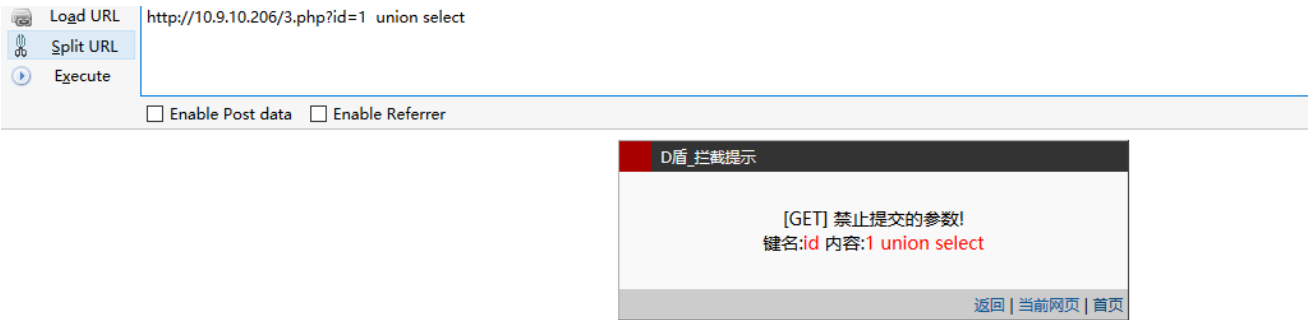 Load URL
http://10.9.10.206/3.php?id=1  union select
Split URL
Execute
Enable Post data
Enable Referrer
D盾_拦截提示
[GET] 禁止提交的参数!
键名:id 内容:1 union select
返回 | 当前网页 | 首页